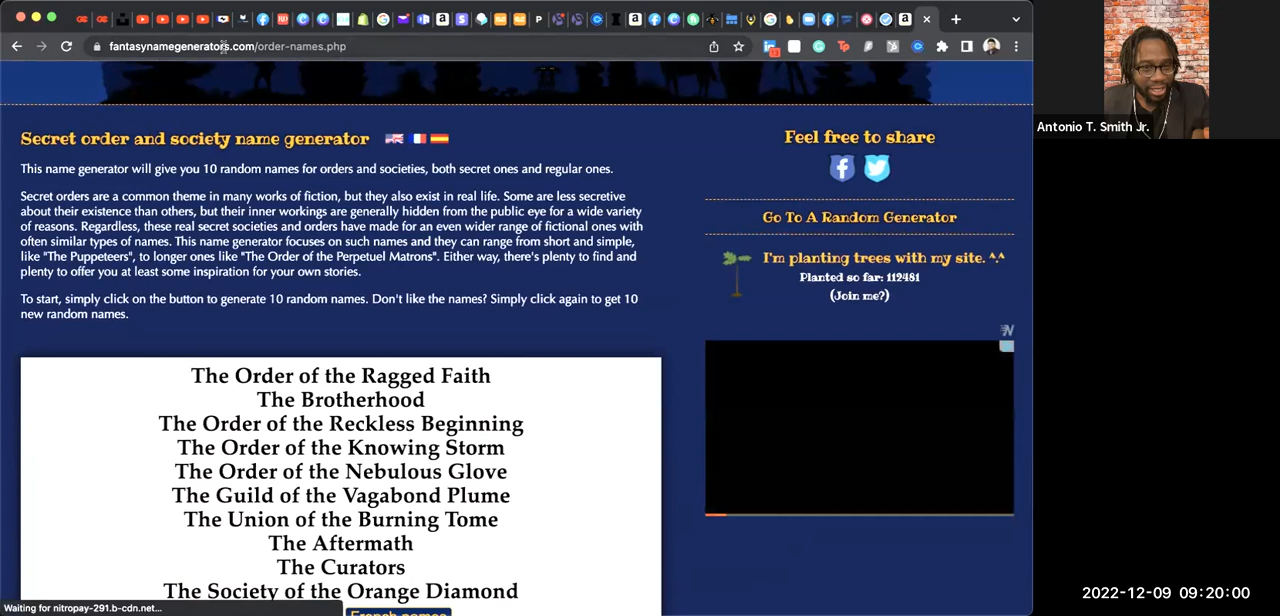 fantasynamegenerators.com/order-names.php
Secret order and society name generator
This name generator will give you 10 random names for orders and societies, both secret ones and regular ones.
Secret orders are a common theme in many works of fiction, but they also exist in real life. Some are less secretive
about their existence than others, but their inner workings are generally hidden from the public eye for a wide variety
of reasons. Regardless, these real secret societies and orders have made for an even wider range of fictional ones with
often similar types of names. This name generator focuses on such names and they can range from short and simple,
like "The Puppeteers", to longer ones like "The Order of the Perpetuel Matrons". Either way, there's plenty to find and
plenty to offer you at least some inspiration for your own stories.
To start, simply click on the button to generate 10 random names. Don't like the names? Simply click again to get 10
new random names.
The Order of the Ragged Faith
The Brotherhood
The Order of the Reckless Beginning
The Order of the Knowing Storm
The Order of the Nebulous Glove
The Guild of the Vagabond Plume
The Union of the Burning Tome
The Aftermath
The Curators
The Society of the Orange Diamond
French names
Waiting for nitropay-291.b-cdn.net...
Feel free to share
Go To A Random Generator
I'm planting trees with my site. ^.^
Planted so far: 112481
(Join me?)
Antonio T. Smith Jr.
2022-12-09 09:20:00